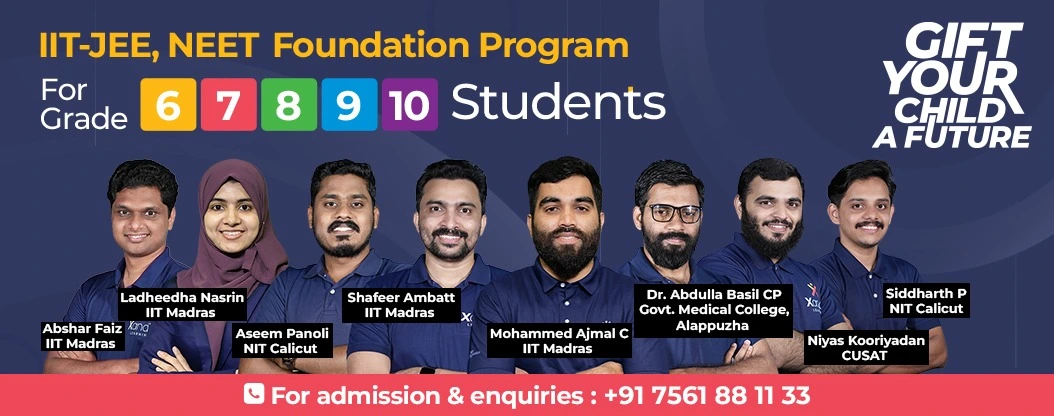 IIT-JEE, NEET Foundation Program
For
Grade
6 7 8 9 10 Students
GIFT
YOUR
CHILD
A FUTURE
Abshar Faiz
IIT Madras
Ladheedha Nasrin
IIT Madras
Aseem Panoli
NIT Calicut
Shafeer Ambatt
IIT Madras
Mohammed Ajmal C
IIT Madras
Dr. Abdulla Basil CP
Govt. Medical College,
Alappuzha
Niyas Kooriyadan
CUSAT
Siddharth P
NIT Calicut
For admission & enquiries : +91 7561 88 11 33